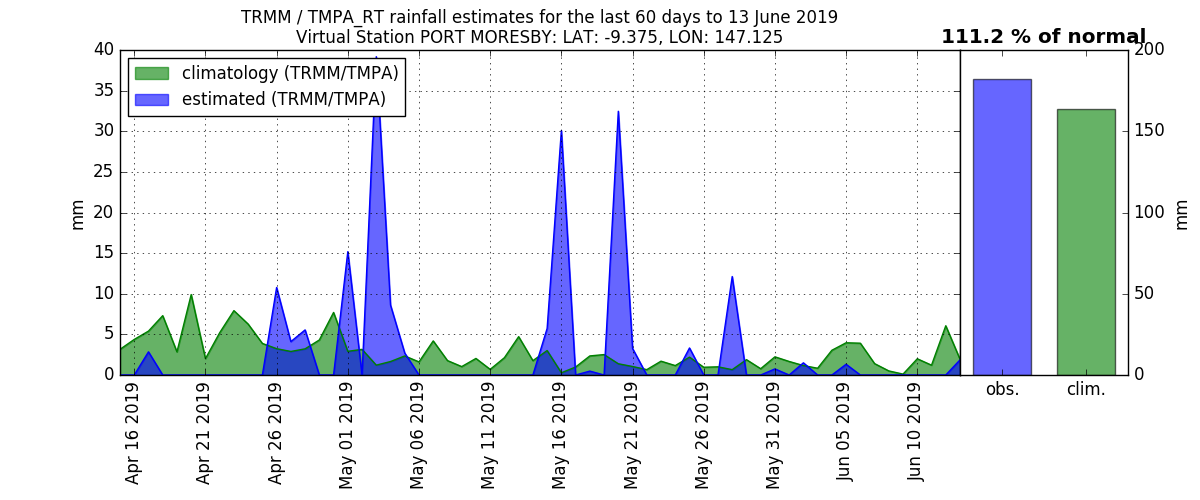 TRMM / TMPA_RT rainfall estimates for the last 60 days to 13 June 2019
Virtual Station PORT MORESBY: LAT: -9.375, LON: 147.125
111.2 % of normal
climatology (TRMM/TMPA)
estimated (TRMM/TMPA)
mm
40
35
30
25
20
15
10
5
0
Apr 16 2019
Apr 21 2019
Apr 26 2019
May 01 2019
May 06 2019
May 11 2019
May 16 2019
May 21 2019
May 26 2019
May 31 2019
Jun 05 2019
Jun 10 2019
obs.
clim.
200
150
100
50
0
mm